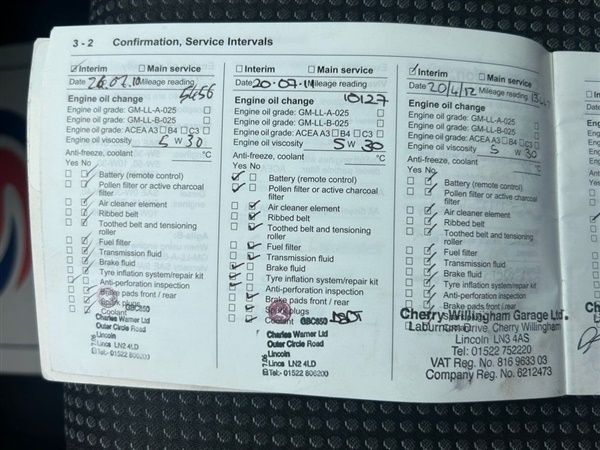 3 - 2 Confirmation, Service Intervals
Interim Main service
Date 26.07.10 Mileage reading
5656
Engine oil change
Engine oil grade: GM-LL-A-025
Engine oil grade: GM-LL-B-025
Engine oil grade: ACEA A3 B4 C3
Engine oil viscosity 5 W 30
Anti-freeze, coolant °C
Yes No
Battery (remote control)
Pollen filter or active charcoal
filter
Air cleaner element
Ribbed belt
Toothed belt and tensioning
roller
Fuel filter
Transmission fluid
Brake fluid
Tyre inflation system/repair kit
Anti-perforation inspection
Brake pads front / rear
Spark plugs
Coolant GBC850
Charles Warner Ltd
Outer Circle Road
Lincoln
Lincs LN2 4LD
Tel:- 01522 800200
Interim Main service
Date 20-07-11 Mileage reading
Engine oil change 10127
Engine oil grade: GM-LL-A-025
Engine oil grade: GM-LL-B-025
Engine oil grade: ACEA A3 B4 C3
Engine oil viscosity 5 W 30
Anti-freeze, coolant °C
Yes No
Battery (remote control)
Pollen filter or active charcoal
filter
Air cleaner element
Ribbed belt
Toothed belt and tensioning
roller
Fuel filter
Transmission fluid
Brake fluid
Tyre inflation system/repair kit
Anti-perforation inspection
Brake pads front / rear
Spark plugs
Coolant GBC850
Charles Warner Ltd
Outer Circle Road
Lincoln
Lincs LN2 4LD
Tel:- 01522 800200
Interim Main service
Date 20/4/12 Mileage reading
Engine oil change
Engine oil grade: GM-LL-A-025
Engine oil grade: GM-LL-B-025
Engine oil grade: ACEA A3 B4 C3
Engine oil viscosity 5 W 30
Anti-freeze, coolant °C
Yes No
Battery (remote control)
Pollen filter or active charcoal
filter
Air cleaner element
Ribbed belt
Toothed belt and tensioning
roller
Fuel filter
Transmission fluid
Brake fluid
Tyre inflation system/repair kit
Anti-perforation inspection
Brake pads front / rear
Spark plugs
Cherry Willingham Garage Ltd.
Laburnum Drive, Cherry Willingham
Lincoln LN3 4AS
Tel: 01522 752220
VAT Reg. No. 816 9633 03
Company Reg. No. 6212473